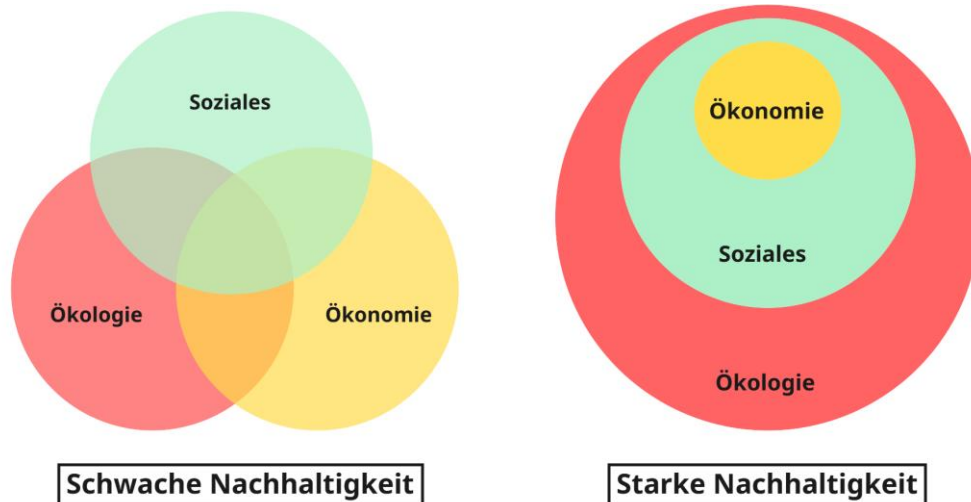 Soziales
Ökologie
Ökonomie
Schwache Nachhaltigkeit
Ökonomie
Soziales
Ökologie
Starke Nachhaltigkeit